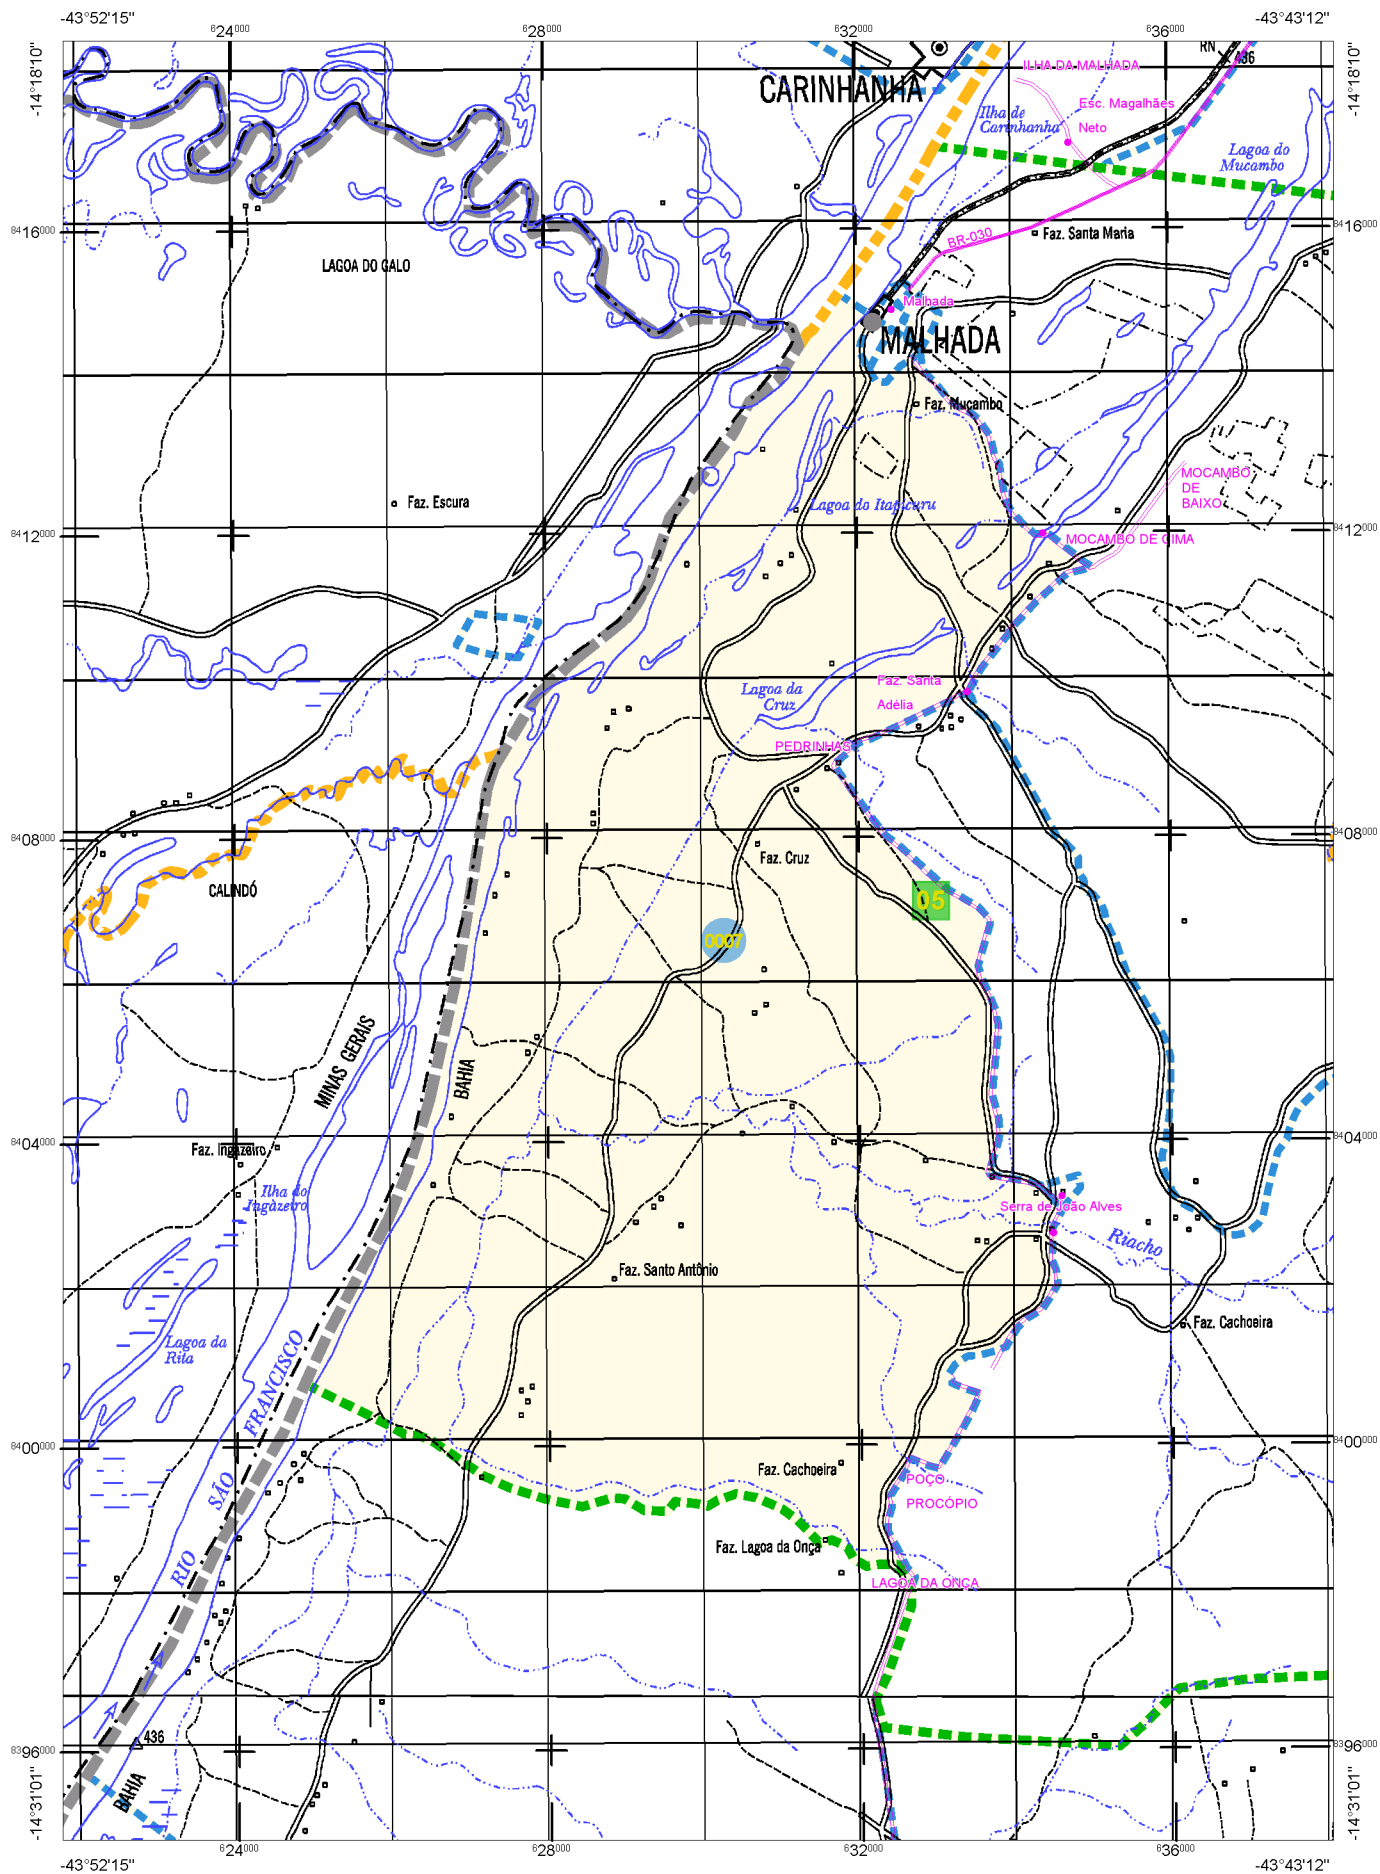 -43°52'15"
-43°43'12"
624000
628000
632000
636000
-14°18'10"
-14°18'10"
RN
436
CARINHANHA
ILHA DA MALHADA
Esc. Magalhães
Neto
Ilha de
Carinhanha
Lagoa do
Mucambo
8416000
8416000
BR-030
Faz. Santa Maria
LAGOA DO GALO
Malhada
MALHADA
Faz. Mucambo
MOCAMBO
DE
BAIXO
Faz. Escura
Lagoa do Itapicuru
8412000
8412000
MOCAMBO DE CIMA
Faz. Santa
Adélia
Lagoa da
Cruz
PEDRINHAS
8408000
8408000
Faz. Cruz
CALINDÓ
05
0007
MINAS GERAIS
BAHIA
8404000
8404000
Faz. Ingazeiro
Ilha do
Ingàzeiro
Serra de João Alves
Riacho
Faz. Santo Antônio
Faz. Cachoeira
Lagoa da
Rita
RIO SÃO FRANCISCO
8400000
8400000
Faz. Cachoeira
POÇO
PROCÓPIO
Faz. Lagoa da Onça
LAGOA DA ONÇA
436
8396000
8396000
BAHIA
-14°31'01"
-14°31'01"
624000
628000
632000
636000
-43°52'15"
-43°43'12"